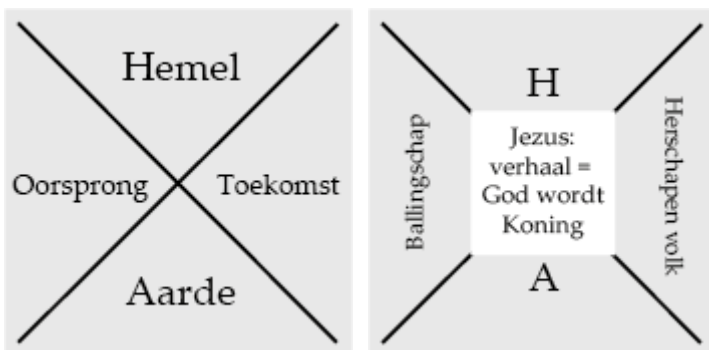 Hemel
Oorsprong
Toekomst
Aarde
H
Ballingschap
Jezus:
verhaal =
God wordt
Koning
Herschapen volk
A